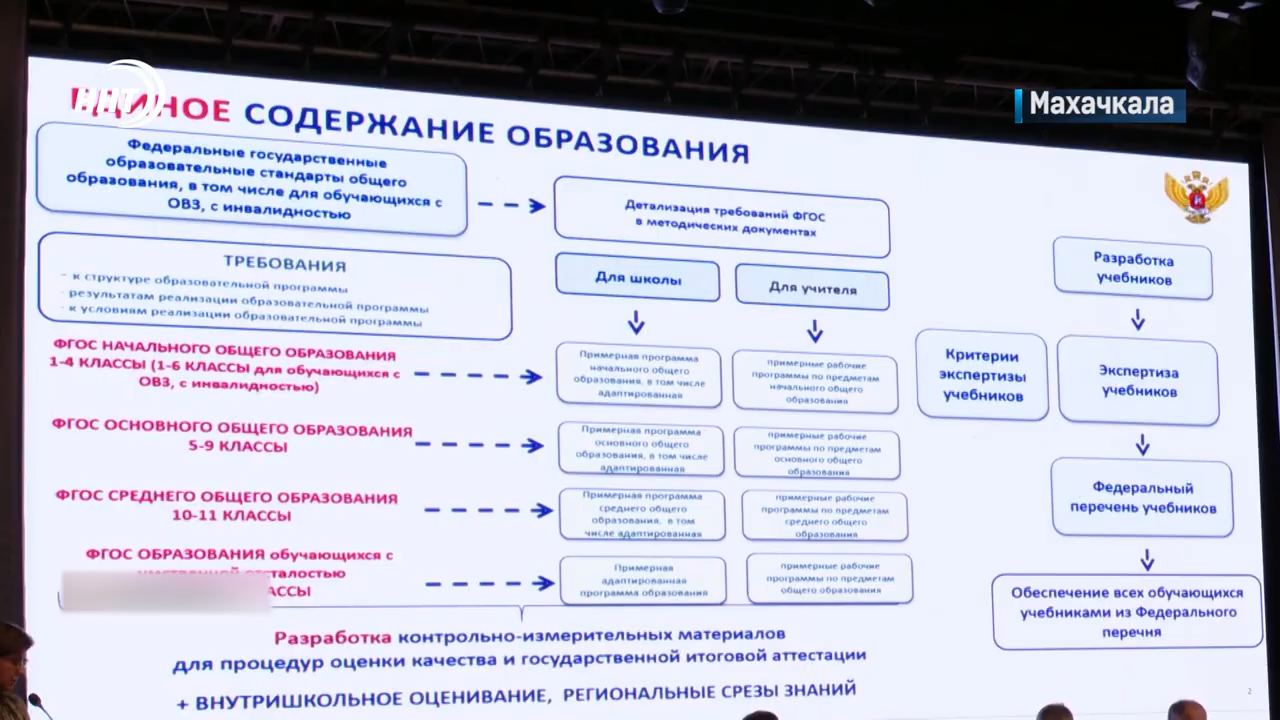 ННТ
Махачкала
ЕДИНОЕ СОДЕРЖАНИЕ ОБРАЗОВАНИЯ
Федеральные государственные
образовательные стандарты общего
образования, в том числе для обучающихся с
ОВЗ, с инвалидностью
Детализация требований ФГОС
в методических документах
ТРЕБОВАНИЯ
- к структуре образовательной программы
- результатам реализации образовательной программы
- к условиям реализации образовательной программы
Для школы
Для учителя
ФГОС НАЧАЛЬНОГО ОБЩЕГО ОБРАЗОВАНИЯ
1-4 КЛАССЫ (1-6 КЛАССЫ для обучающихся с
ОВЗ, с инвалидностью)
Примерная программа
начального общего
образования, в том числе
адаптированная
примерные рабочие
программы по предметам
начального общего
образования
ФГОС ОСНОВНОГО ОБЩЕГО ОБРАЗОВАНИЯ
5-9 КЛАССЫ
Примерная программа
основного общего
образования, в том числе
адаптированная
примерные рабочие
программы по предметам
основного общего
образования
ФГОС СРЕДНЕГО ОБЩЕГО ОБРАЗОВАНИЯ
10-11 КЛАССЫ
Примерная программа
среднего общего
образования, в том
числе адаптированная
примерные рабочие
программы по предметам
среднего общего
образования
ФГОС ОБРАЗОВАНИЯ обучающихся с
умственной отсталостью
КЛАССЫ
Примерная
адаптированная
программа образования
примерные рабочие
программы по предметам
общего образования
Разработка
учебников
Критерии
экспертизы
учебников
Экспертиза
учебников
Федеральный
перечень учебников
Обеспечение всех обучающихся
учебниками из Федерального
перечня
Разработка контрольно-измерительных материалов
для процедур оценки качества и государственной итоговой аттестации
+ ВНУТРИШКОЛЬНОЕ ОЦЕНИВАНИЕ, РЕГИОНАЛЬНЫЕ СРЕЗЫ ЗНАНИЙ
2